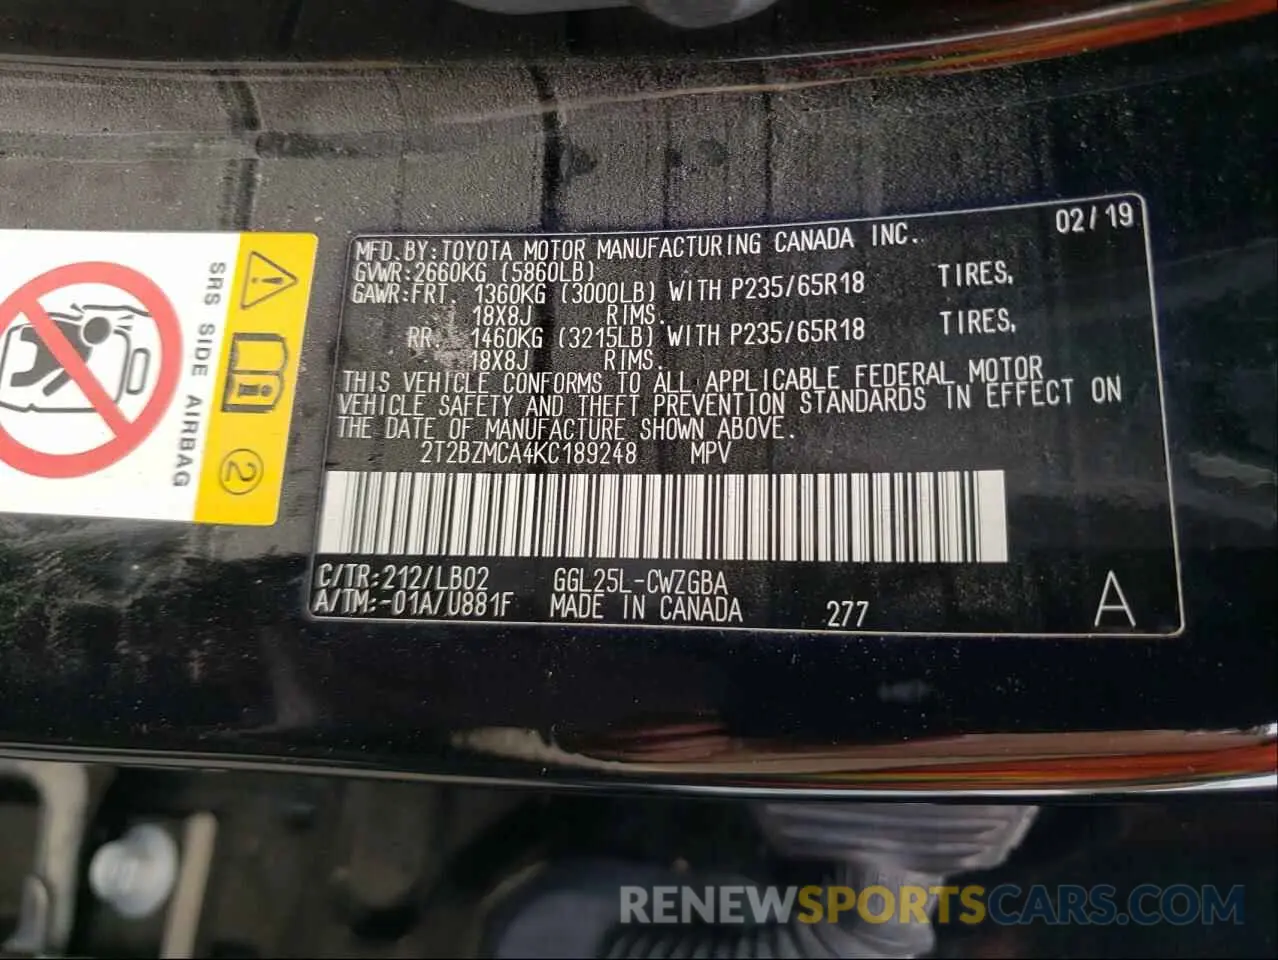 02/19
MFD.BY:TOYOTA MOTOR MANUFACTURING CANADA INC.
GVWR:2660KG (5860LB)
GAWR:FRT. 1360KG (3000LB) WITH P235/65R18 TIRES,
18X8J RIMS.
RR. 1460KG (3215LB) WITH P235/65R18 TIRES,
18X8J RIMS.
THIS VEHICLE CONFORMS TO ALL APPLICABLE FEDERAL MOTOR
VEHICLE SAFETY AND THEFT PREVENTION STANDARDS IN EFFECT ON
THE DATE OF MANUFACTURE SHOWN ABOVE.
2T2BZMCA4KC189248 MPV
C/TR:212/LB02 GGL25L-CWZGBA
A/TM:-01A/U881F MADE IN CANADA 277 A
SRS SIDE AIRBAG
2
RENEWSPORTSCARS.COM